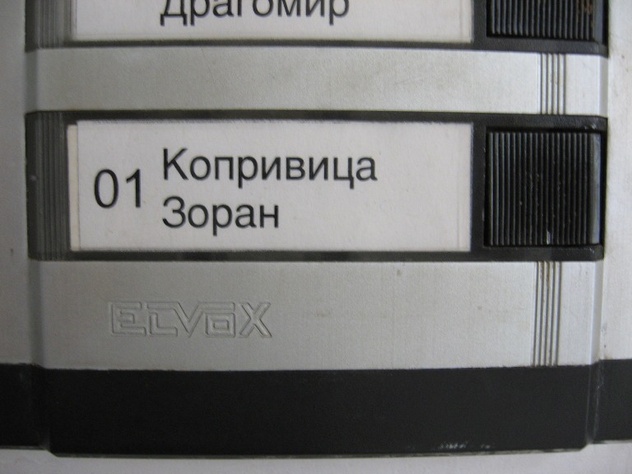 Драгомир
01 Копривица
Зоран
ELVOX